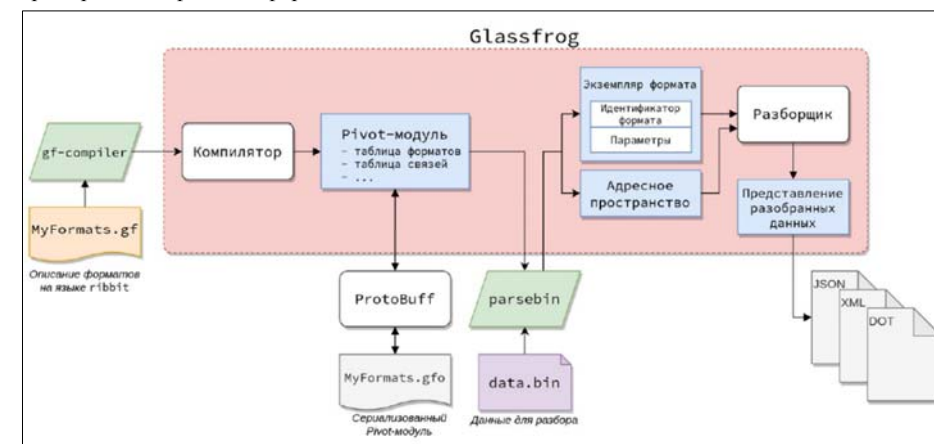 Glassfrog
gf-compiler
MyFormats.gf
Описание форматов
на языке ribbit
Компилятор
Pivot-модуль
- таблица форматов
- таблица связей
- ...
ProtoBuff
MyFormats.gfo
Сериализованный
Pivot-модуль
parsebin
data.bin
Данные для разбора
Экземпляр формата
Идентификатор
формата
Параметры
Адресное
пространство
Разборщик
Представление
разобранных
данных
JSON
XML
DOT